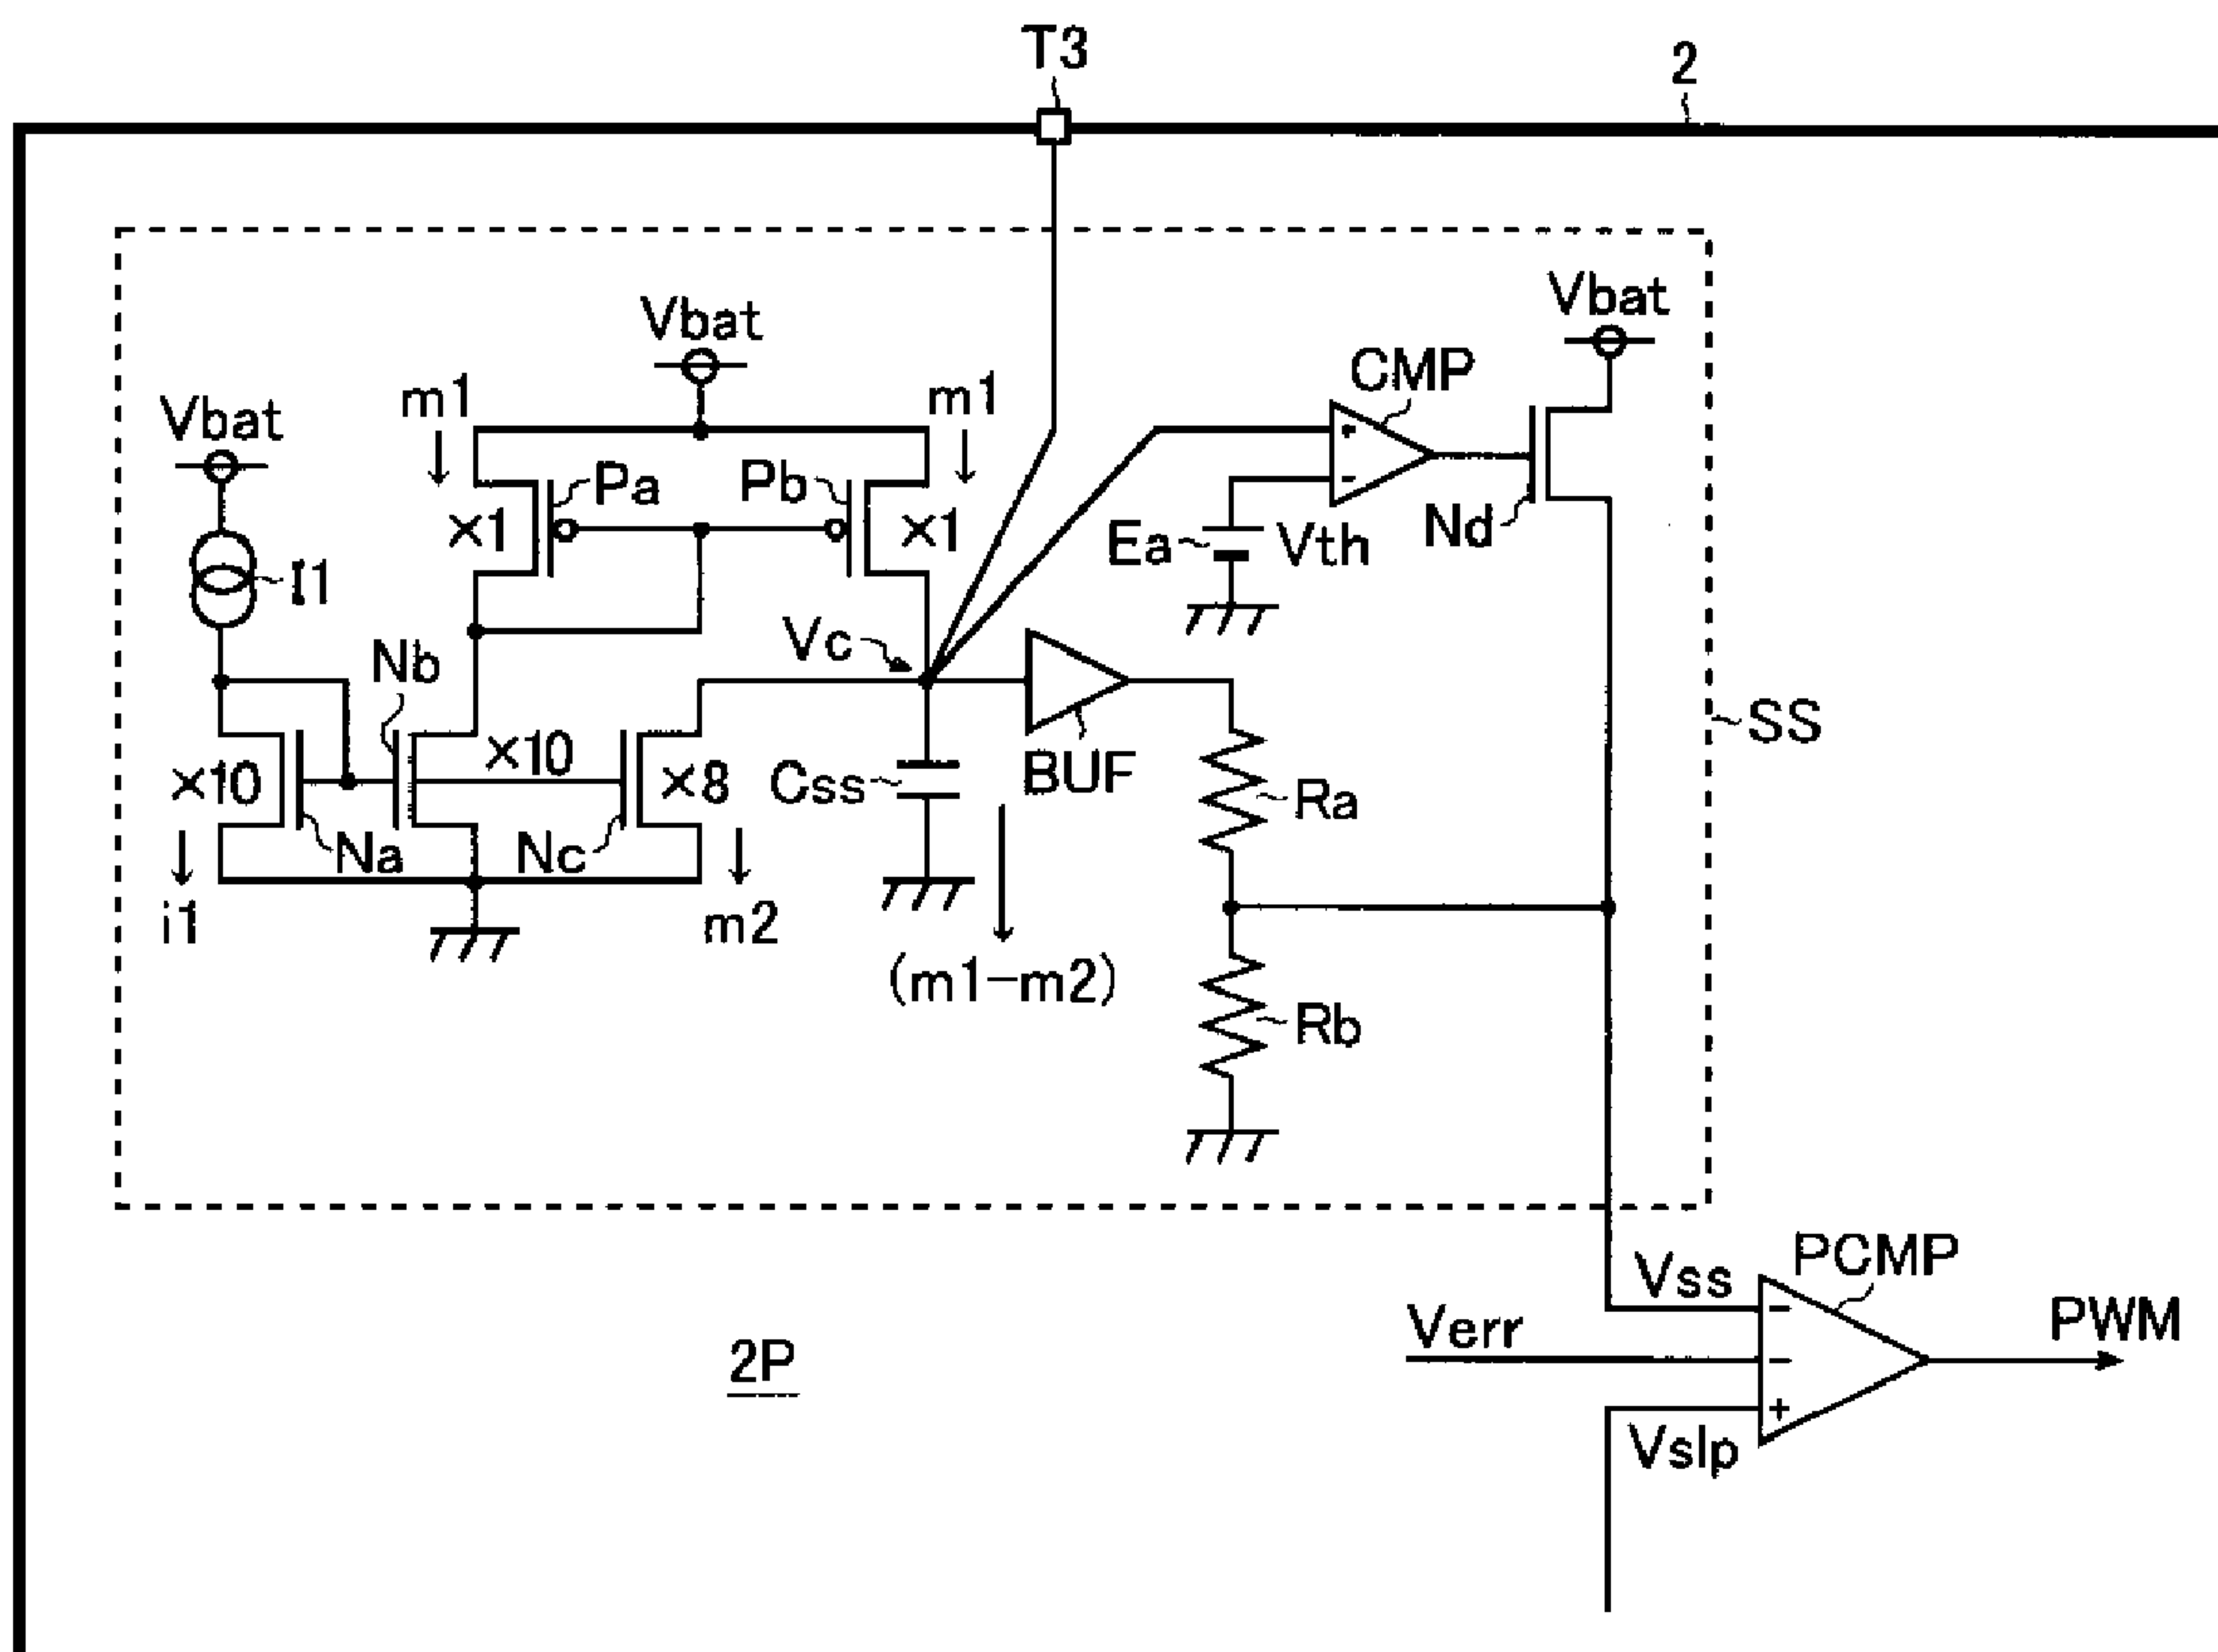 T3
2
Vbat
Vbat
Vbat
m1
m1
CMP
Pa
Pb
×1
×1
Ea
Vth
Nd
I1
Vc
Nb
SS
×10
×10
×8
Css
BUF
Ra
Na
Nc
i1
m2
(m1-m2)
Rb
+
-
Vss
PCMP
Verr
PWM
2P
Vslp
-
-
+